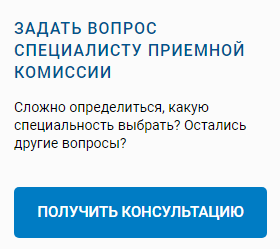 ЗАДАТЬ ВОПРОС
СПЕЦИАЛИСТУ ПРИЕМНОЙ
КОМИССИИ
Сложно определиться, какую
специальность выбрать? Остались
другие вопросы?
ПОЛУЧИТЬ КОНСУЛЬТАЦИЮ